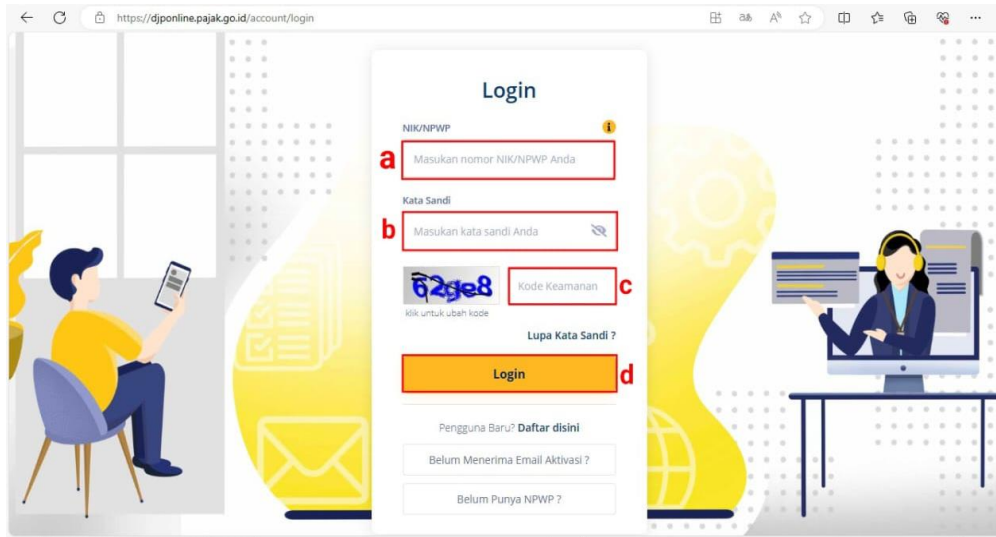 https://djponline.pajak.go.id/account/login
Login
NIK/NPWP
a
Masukan nomor NIK/NPWP Anda
Kata Sandi
b
Masukan kata sandi Anda
62ge8
Kode Keamanan
c
klik untuk ubah kode
Lupa Kata Sandi ?
Login
d
Pengguna Baru? Daftar disini
Belum Menerima Email Aktivasi ?
Belum Punya NPWP ?